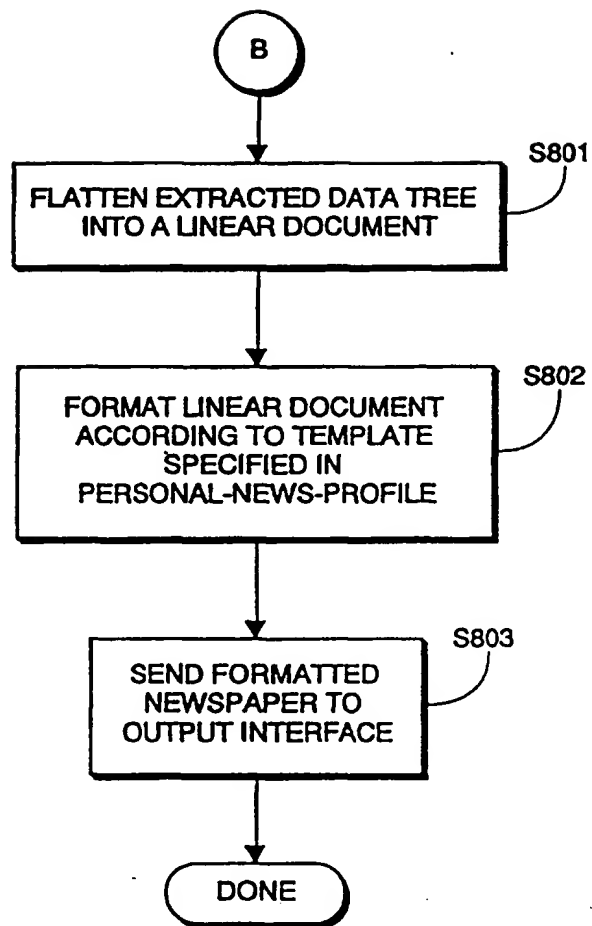 B
S801
FLATTEN EXTRACTED DATA TREE
INTO A LINEAR DOCUMENT
S802
FORMAT LINEAR DOCUMENT
ACCORDING TO TEMPLATE
SPECIFIED IN
PERSONAL-NEWS-PROFILE
S803
SEND FORMATTED
NEWSPAPER TO
OUTPUT INTERFACE
DONE